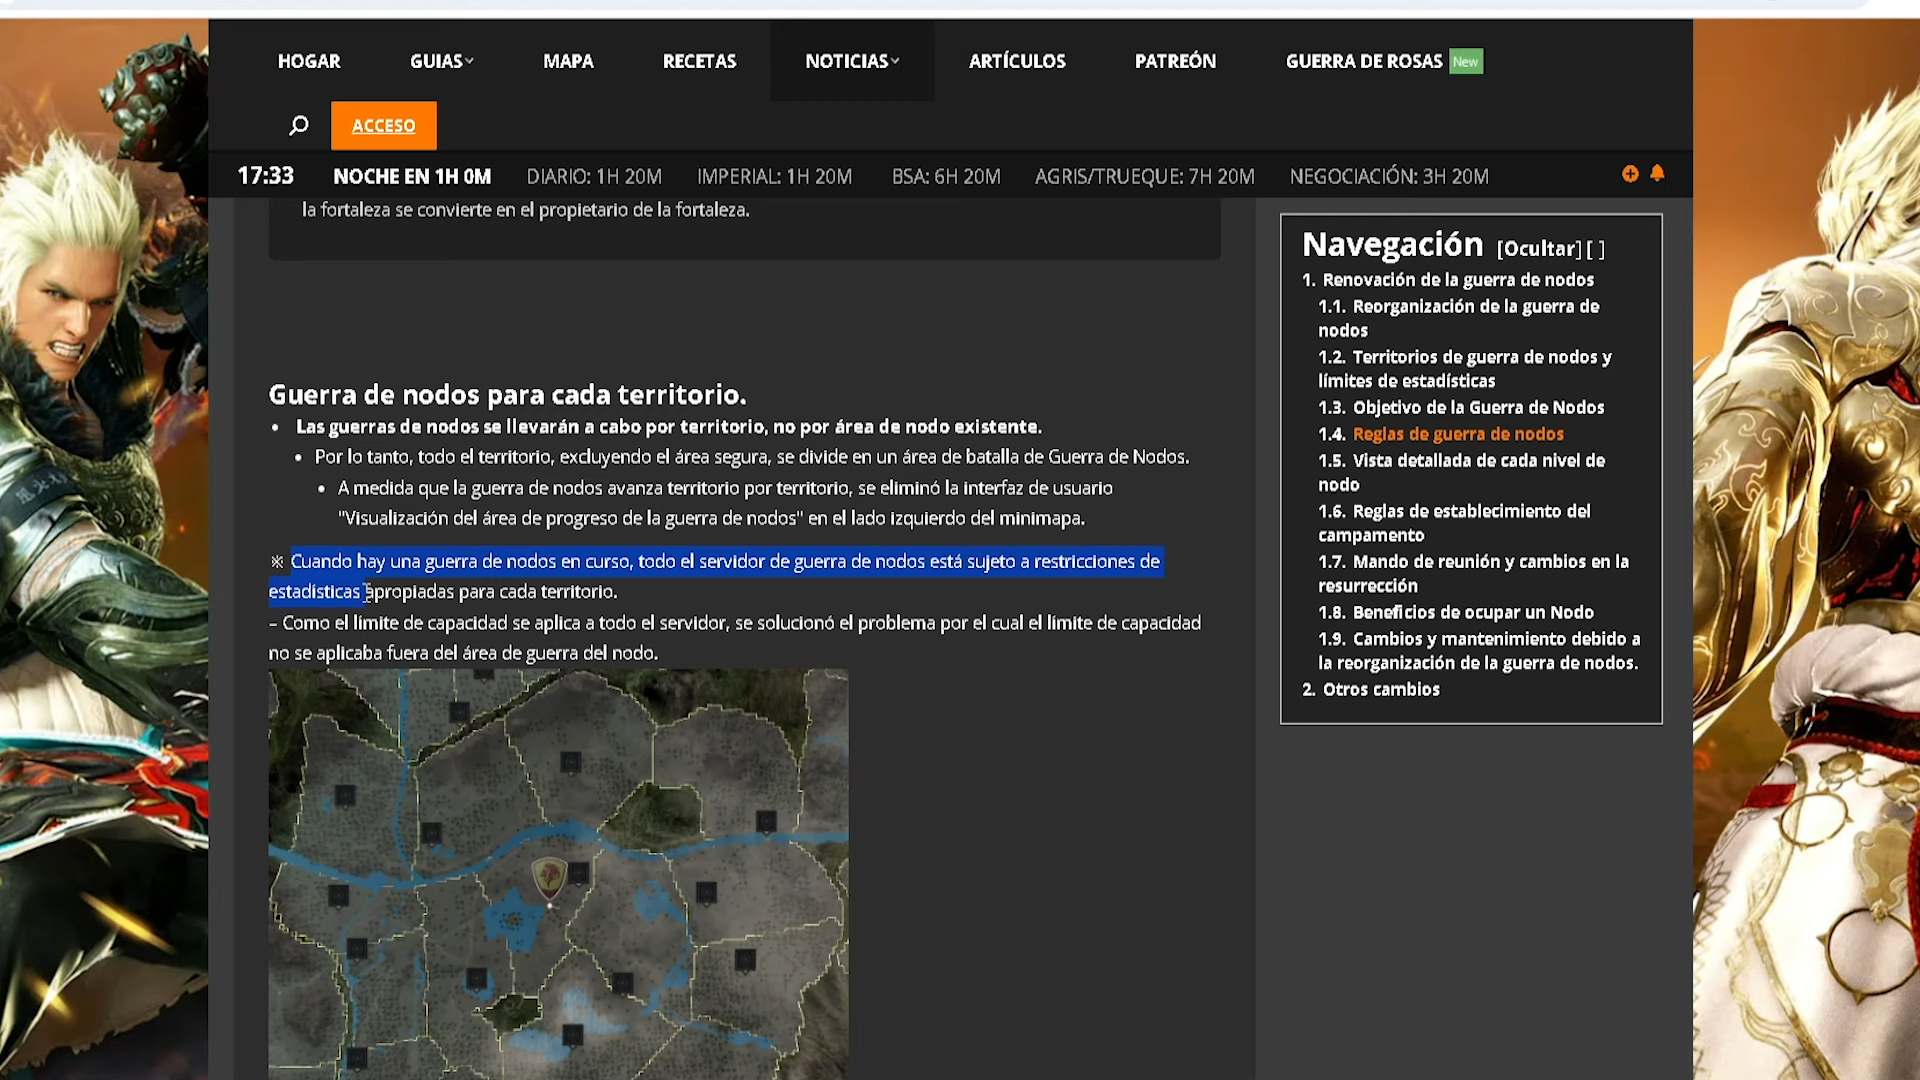 HOGAR GUIAS MAPA RECETAS NOTICIAS ARTÍCULOS PATREÓN GUERRA DE ROSAS New
ACCESO
17:33 NOCHE EN 1H 0M DIARIO: 1H 20M IMPERIAL: 1H 20M BSA: 6H 20M AGRIS/TRUEQUE: 7H 20M NEGOCIACIÓN: 3H 20M
la fortaleza se convierte en el propietario de la fortaleza.
Guerra de nodos para cada territorio.
• Las guerras de nodos se llevarán a cabo por territorio, no por área de nodo existente.
• Por lo tanto, todo el territorio, excluyendo el área segura, se divide en un área de batalla de Guerra de Nodos.
• A medida que la guerra de nodos avanza territorio por territorio, se eliminó la interfaz de usuario
"Visualización del área de progreso de la guerra de nodos" en el lado izquierdo del minimapa.
※ Cuando hay una guerra de nodos en curso, todo el servidor de guerra de nodos está sujeto a restricciones de
estadísticas apropiadas para cada territorio.
– Como el límite de capacidad se aplica a todo el servidor, se solucionó el problema por el cual el límite de capacidad
no se aplicaba fuera del área de guerra del nodo.
Navegación [Ocultar] [ ]
1. Renovación de la guerra de nodos
1.1. Reorganización de la guerra de
nodos
1.2. Territorios de guerra de nodos y
límites de estadísticas
1.3. Objetivo de la Guerra de Nodos
1.4. Reglas de guerra de nodos
1.5. Vista detallada de cada nivel de
nodo
1.6. Reglas de establecimiento del
campamento
1.7. Mando de reunión y cambios en la
resurrección
1.8. Beneficios de ocupar un Nodo
1.9. Cambios y mantenimiento debido a
la reorganización de la guerra de nodos.
2. Otros cambios